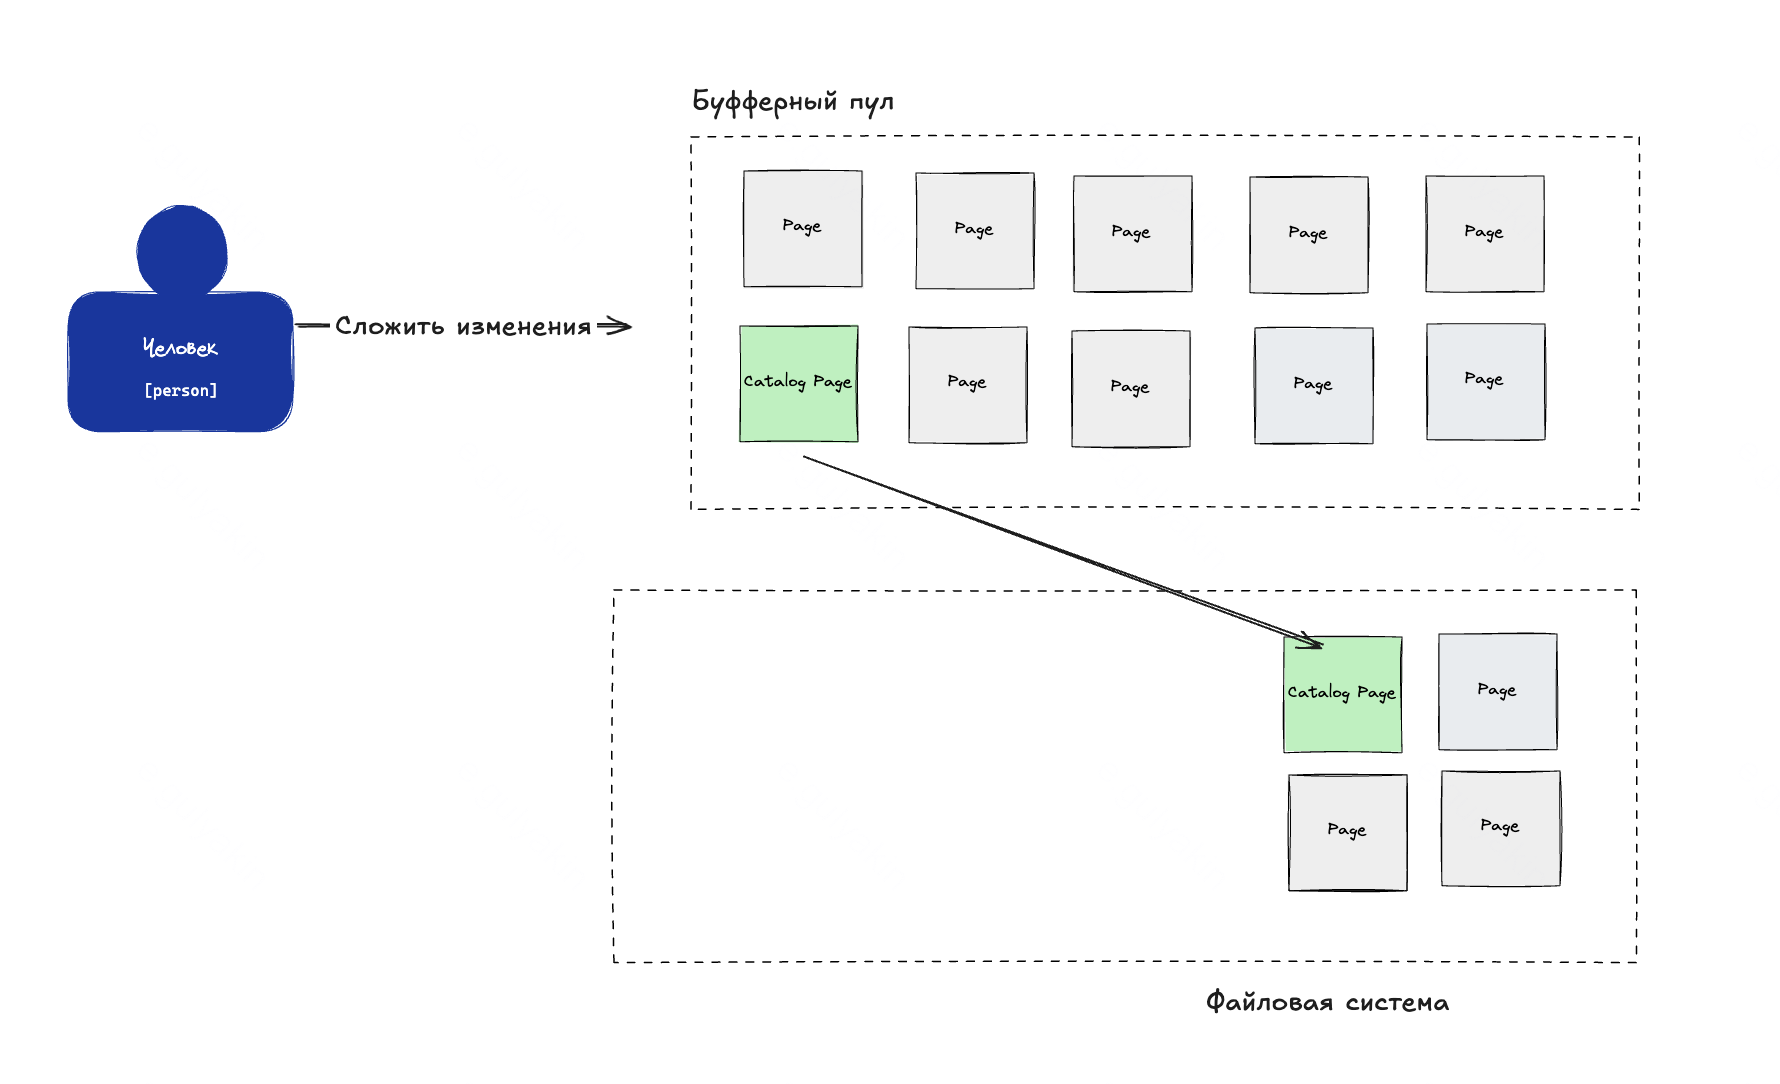 Буфферный пул
Page
Page
Page
Page
Page
Человек
[person]
Сложить изменения
Catalog Page
Page
Page
Page
Page
Catalog Page
Page
Page
Page
Файловая система